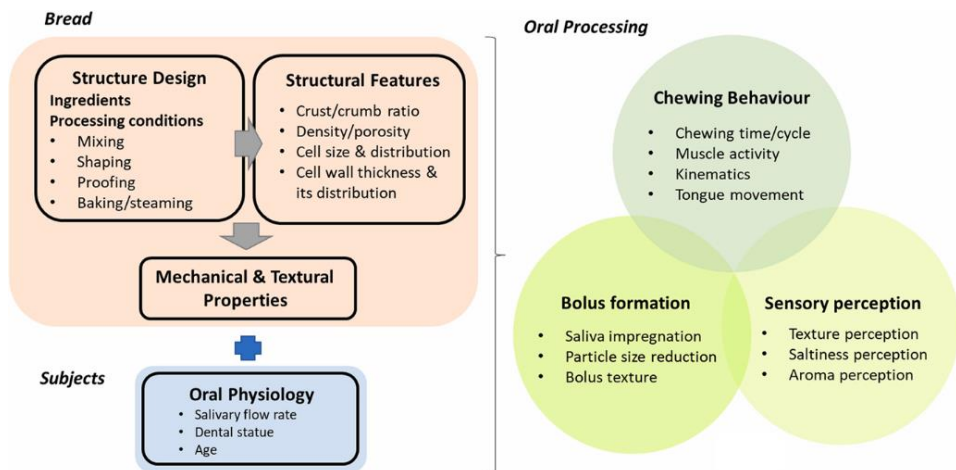 Bread
Structure Design
Ingredients
Processing conditions
• Mixing
• Shaping
• Proofing
• Baking/steaming
Structural Features
• Crust/crumb ratio
• Density/porosity
• Cell size & distribution
• Cell wall thickness &
its distribution
Mechanical & Textural
Properties
Subjects
Oral Physiology
• Salivary flow rate
• Dental statue
• Age
Oral Processing
Chewing Behaviour
• Chewing time/cycle
• Muscle activity
• Kinematics
• Tongue movement
Bolus formation
• Saliva impregnation
• Particle size reduction
• Bolus texture
Sensory perception
• Texture perception
• Saltiness perception
• Aroma perception